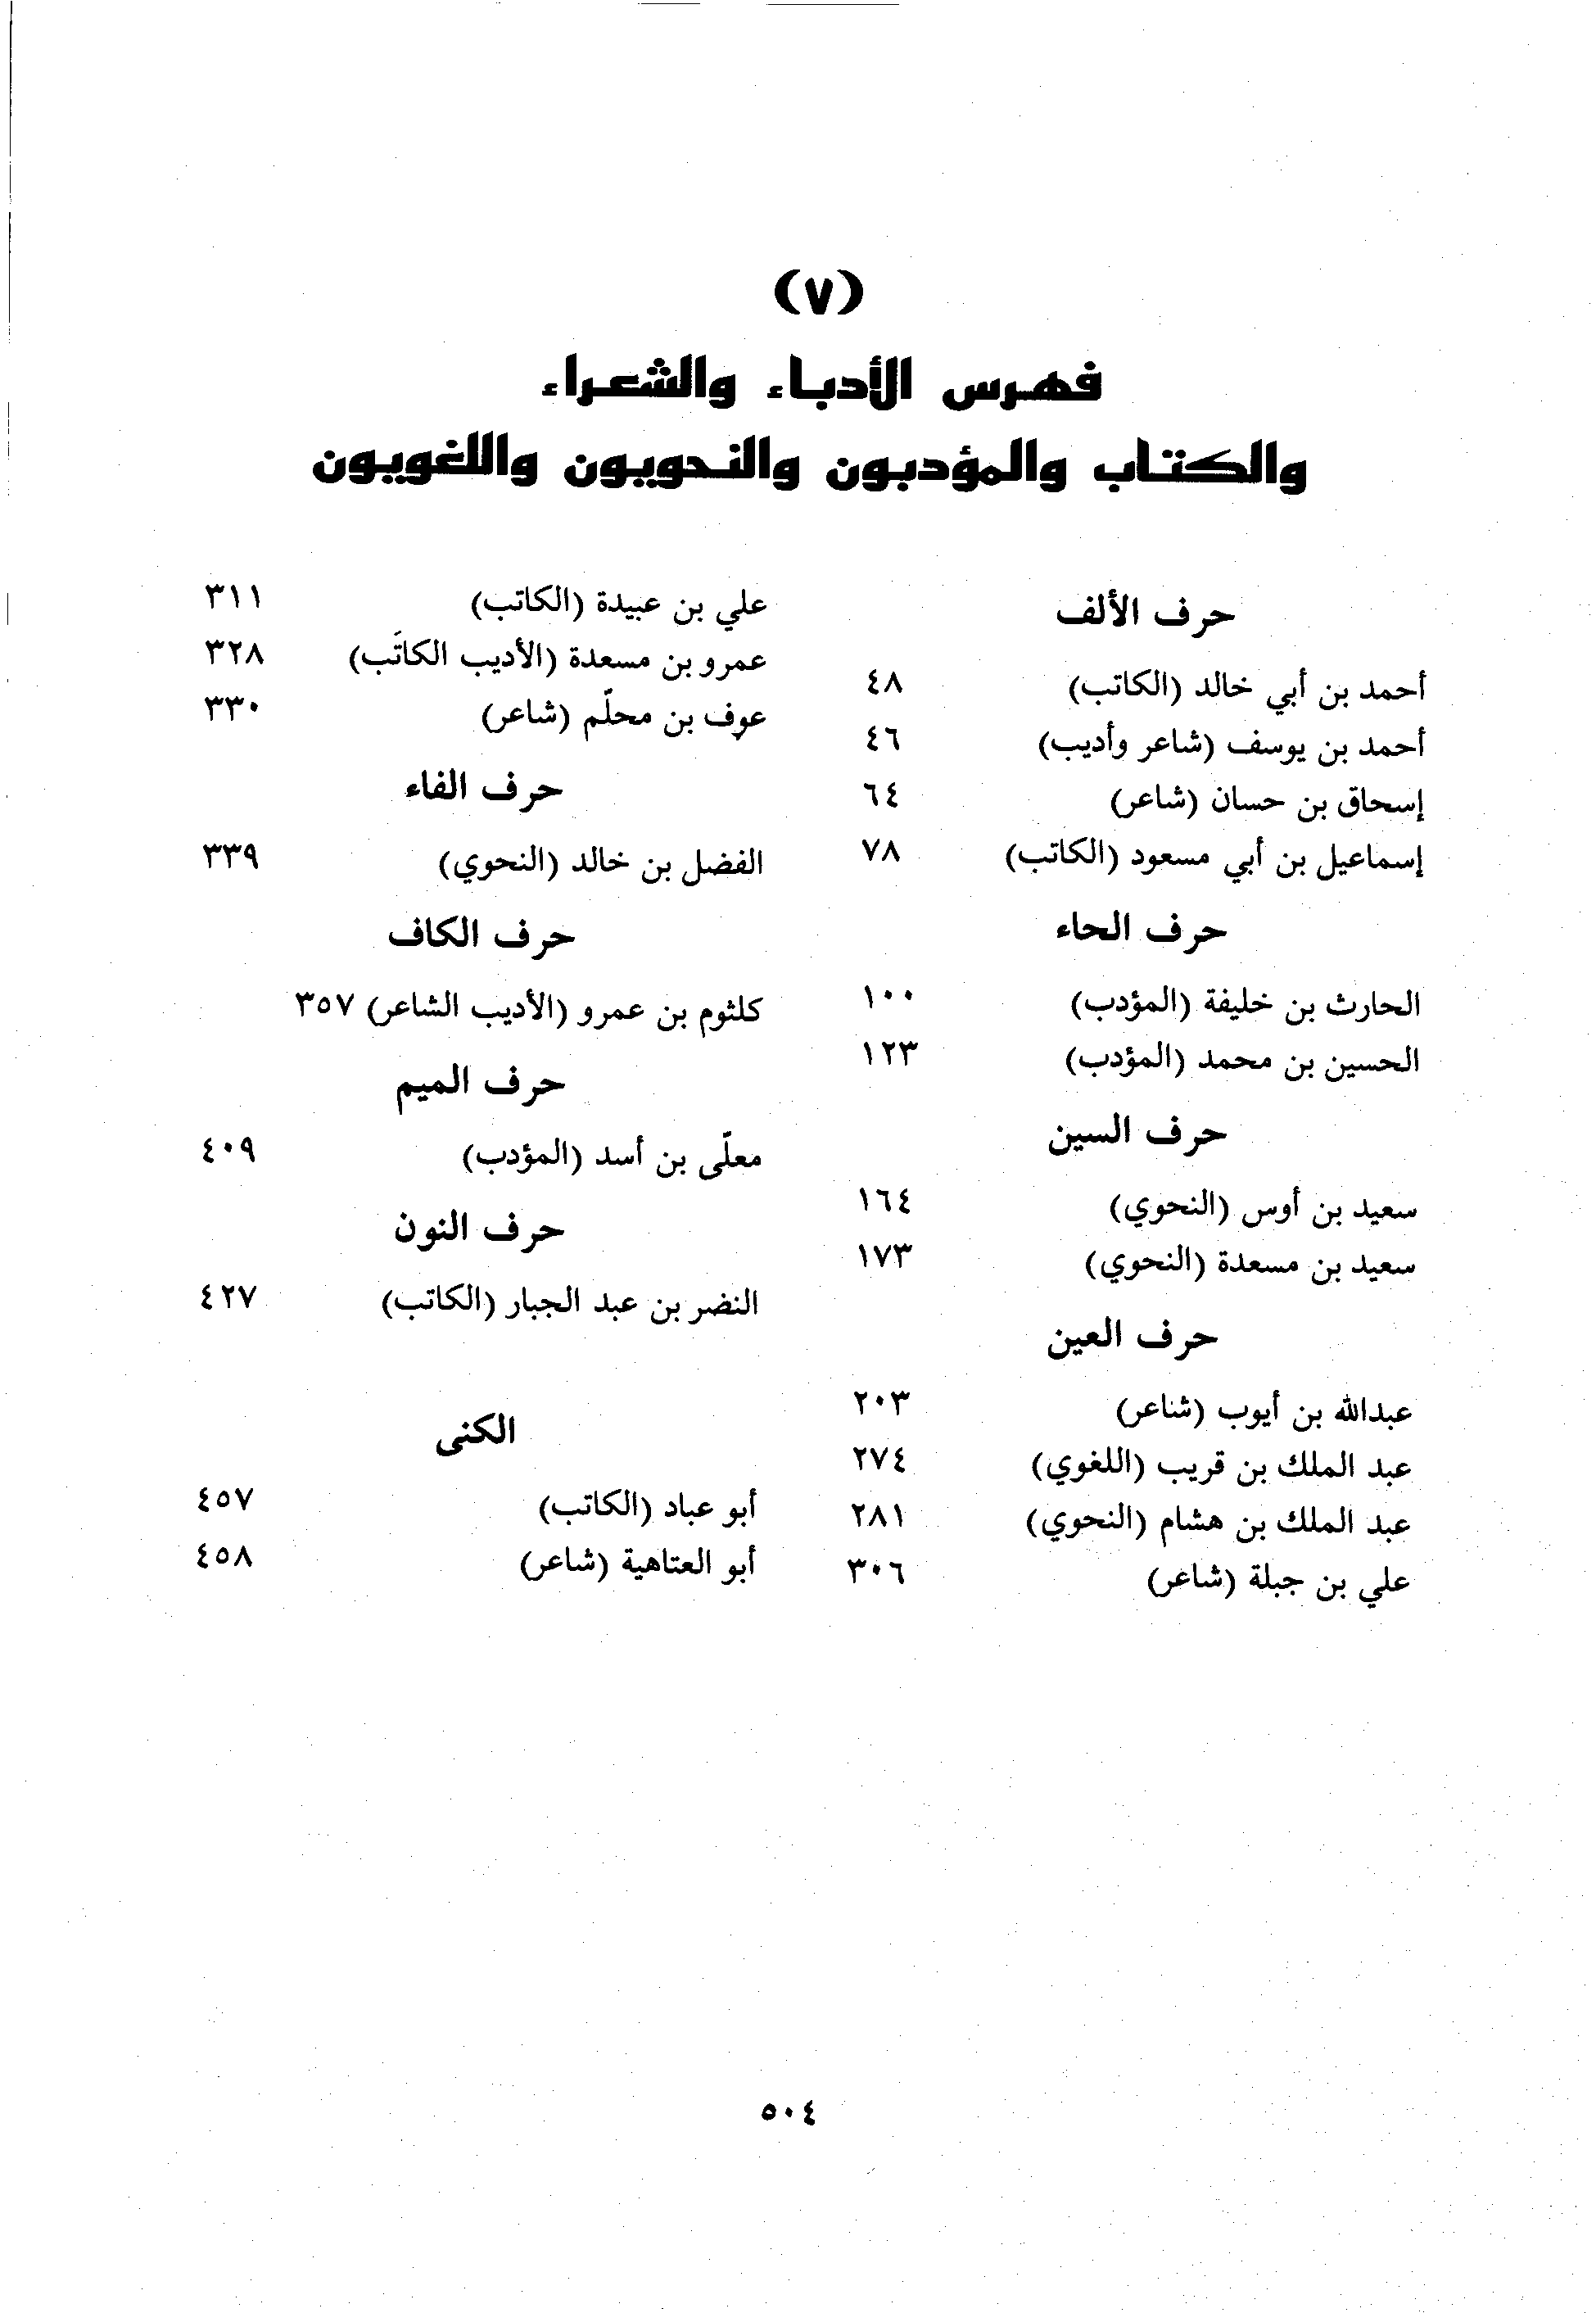 (٧)
فهرس الأدباء والشعراء
والكتاب والمؤدبون والنحويون واللغويون
حرف الألف
أحمد بن أبي خالد (الكاتب) ٤٨
أحمد بن يوسف (شاعر وأديب) ٤٦
إسحاق بن حسان (شاعر) ٦٤
إسماعيل بن أبي مسعود (الكاتب) ٧٨
حرف الحاء
الحارث بن خليفة (المؤدب) ١٠٠
الحسين بن محمد (المؤدب) ١٢٣
حرف السين
سعيد بن أوس (النحوي) ١٦٤
سعيد بن مسعدة (النحوي) ١٧٣
حرف العين
عبدالله بن أيوب (شاعر) ٢٠٣
عبد الملك بن قريب (اللغوي) ٢٧٤
عبد الملك بن هشام (النحوي) ٢٨١
علي بن جبلة (شاعر) ٣٠٦
علي بن عبيدة (الكاتب) ٣١١
عمرو بن مسعدة (الأديب الكاتب) ٣٢٨
عوف بن محلّم (شاعر) ٣٣٠
حرف الفاء
الفضل بن خالد (النحوي) ٣٣٩
حرف الكاف
كلثوم بن عمرو (الأديب الشاعر) ٣٥٧
حرف الميم
معلّى بن أسد (المؤدب) ٤٠٩
حرف النون
النضر بن عبد الجبار (الكاتب) ٤٢٧
الكنى
أبو عباد (الكاتب) ٤٥٧
أبو العتاهية (شاعر) ٤٥٨
٥٠٤